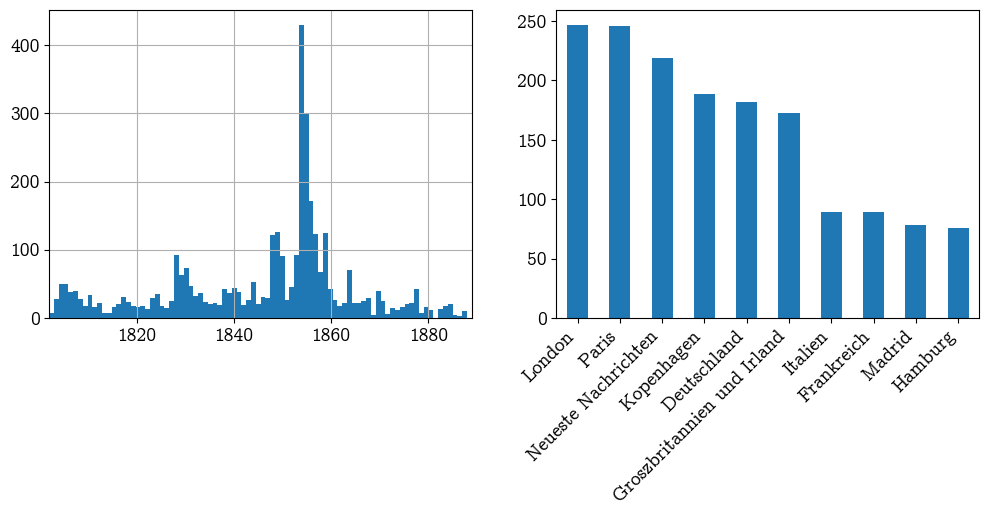 400
300
200
100
0
1820 1840 1860 1880
250
200
150
100
50
0
London
Paris
Neueste Nachrichten
Kopenhagen
Deutschland
Groszbritannien und Irland
Italien
Frankreich
Madrid
Hamburg